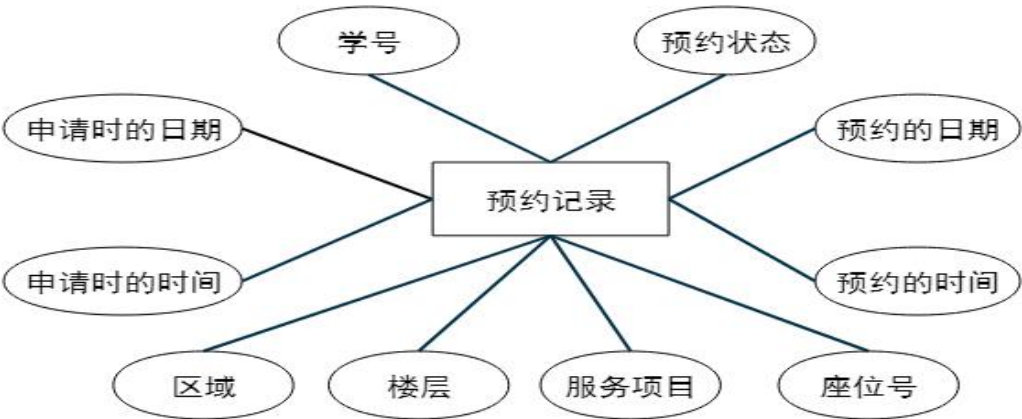 学号
预约状态
申请时的日期
预约的日期
预约记录
申请时的时间
预约的时间
区域
楼层
服务项目
座位号